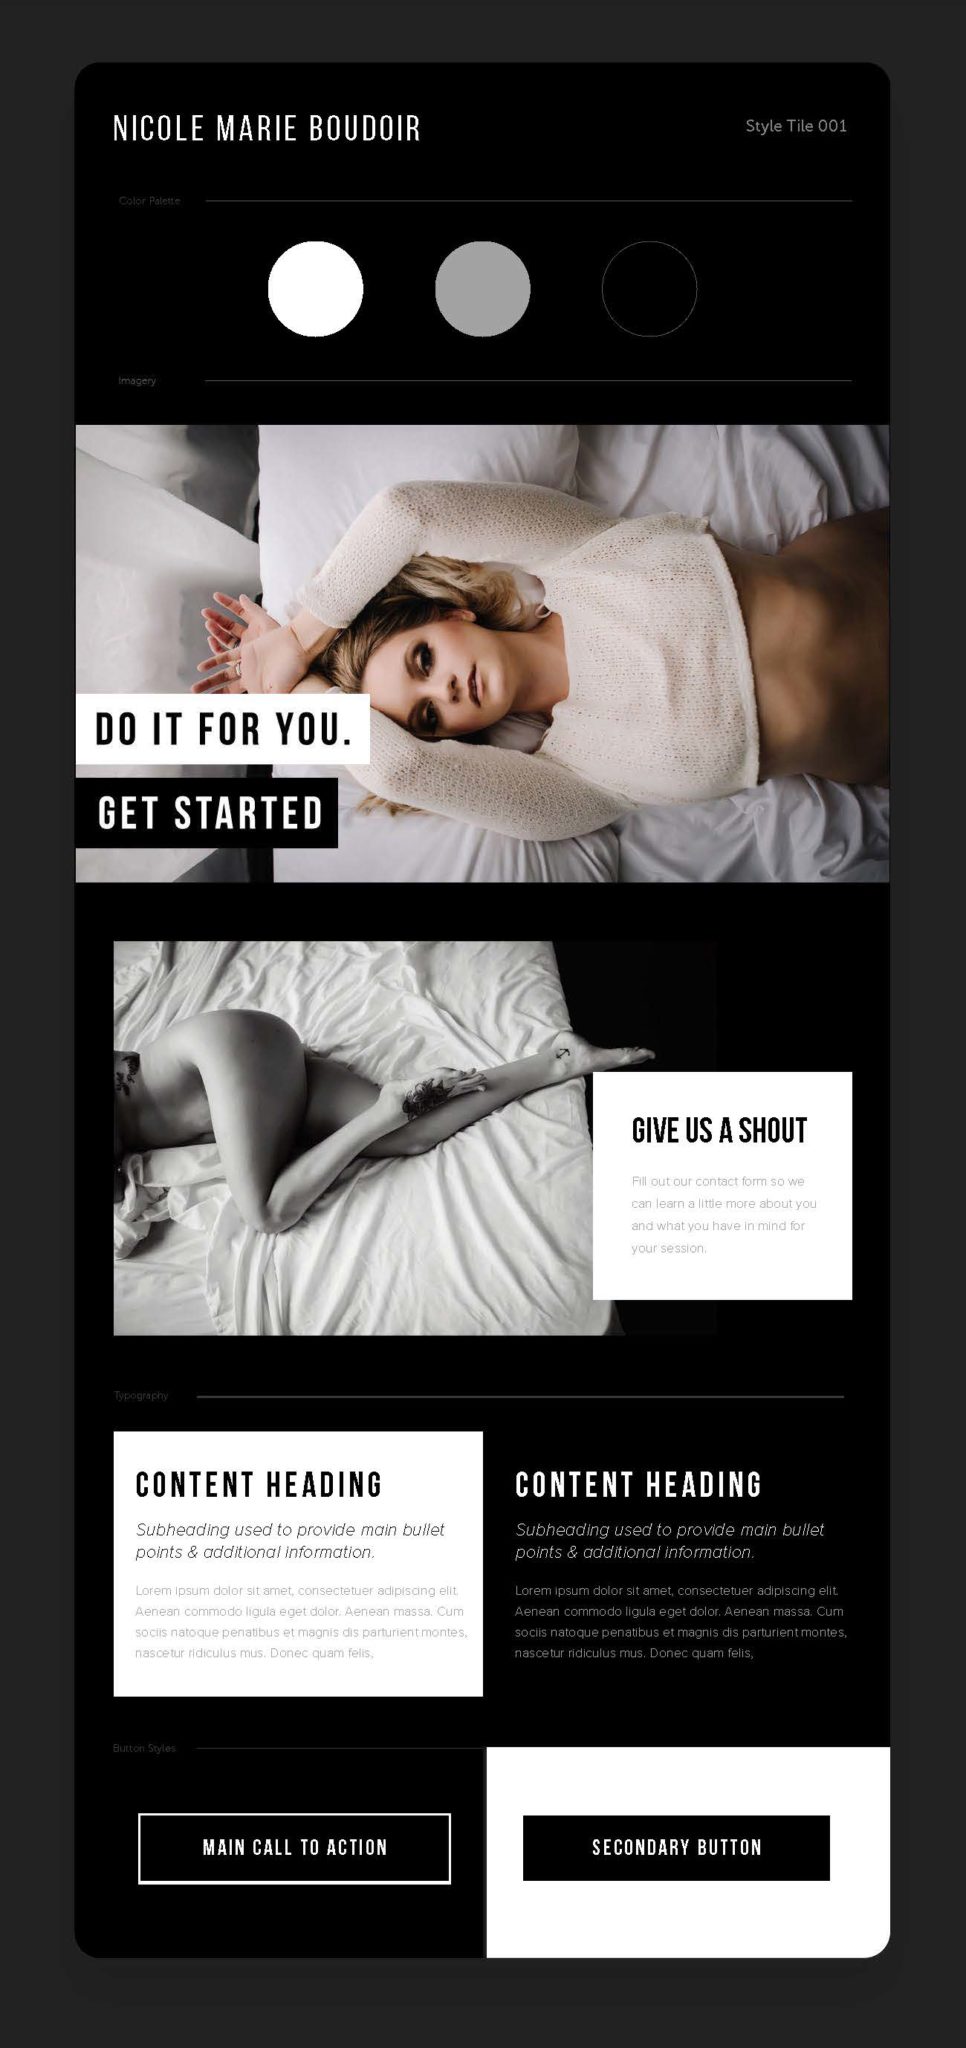 NICOLE MARIE BOUDOIR
Style Tile 001
Color Palette
Imagery
DO IT FOR YOU.
GET STARTED
GIVE US A SHOUT
Fill out our contact form so we
can learn a little more about you
and what you have in mind for
your session.
Typography
CONTENT HEADING
Subheading used to provide main bullet
points & additional information.
Lorem ipsum dolor sit amet, consectetuer adipiscing elit.
Aenean commodo ligula eget dolor. Aenean massa. Cum
sociis natoque penatibus et magnis dis parturient montes,
nascetur ridiculus mus. Donec quam felis,
CONTENT HEADING
Subheading used to provide main bullet
points & additional information.
Lorem ipsum dolor sit amet, consectetuer adipiscing elit.
Aenean commodo ligula eget dolor. Aenean massa. Cum
sociis natoque penatibus et magnis dis parturient montes,
nascetur ridiculus mus. Donec quam felis,
Button Styles
MAIN CALL TO ACTION
SECONDARY BUTTON